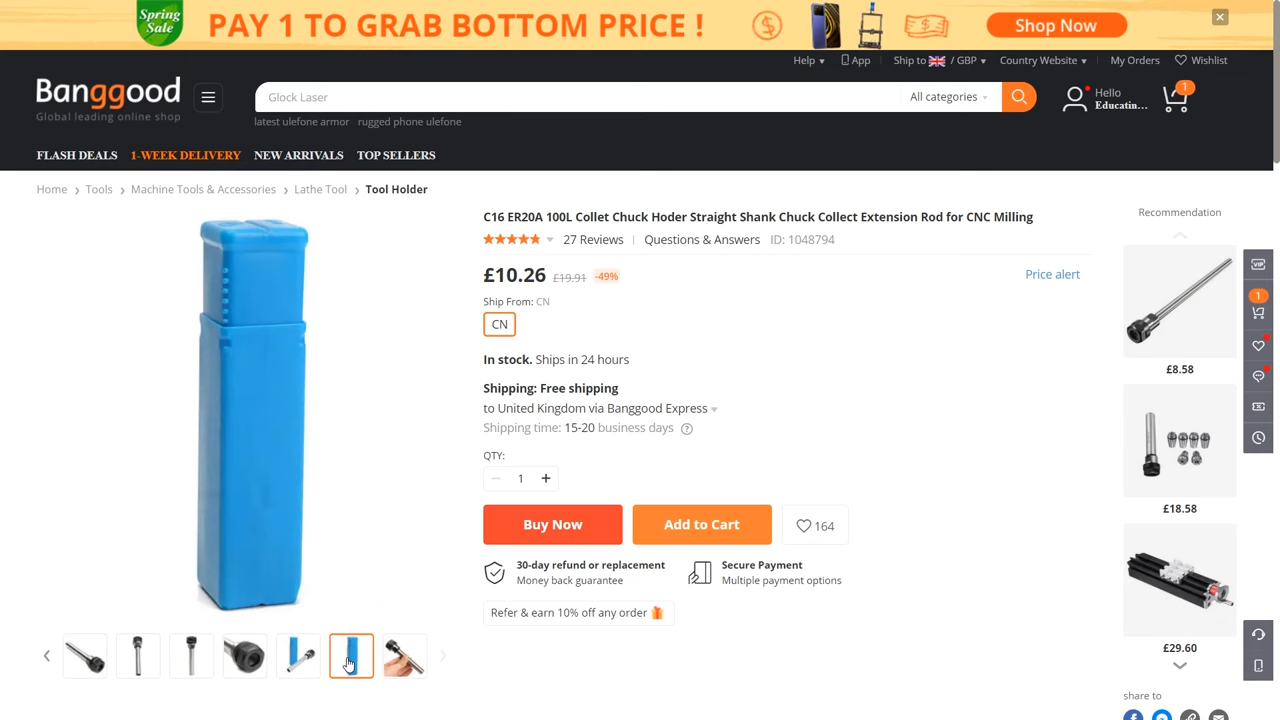 Spring
Sale
PAY 1 TO GRAB BOTTOM PRICE !
Shop Now
Help
App
Ship to / GBP
Country Website
My Orders
Wishlist
Banggood
Global leading online shop
Glock Laser
All categories
Hello
Educatin...
1
latest ulefone armor
rugged phone ulefone
FLASH DEALS
1-WEEK DELIVERY
NEW ARRIVALS
TOP SELLERS
Home > Tools > Machine Tools & Accessories > Lathe Tool > Tool Holder
C16 ER20A 100L Collet Chuck Hoder Straight Shank Chuck Collect Extension Rod for CNC Milling
27 Reviews
Questions & Answers
ID: 1048794
£10.26 £19.91 -49%
Price alert
Ship From: CN
CN
In stock. Ships in 24 hours
Shipping: Free shipping
to United Kingdom via Banggood Express
Shipping time: 15-20 business days ?
QTY:
− 1 +
Buy Now
Add to Cart
164
30-day refund or replacement
Money back guarantee
Secure Payment
Multiple payment options
Refer & earn 10% off any order
Recommendation
£8.58
£18.58
£29.60
share to
VIP
1